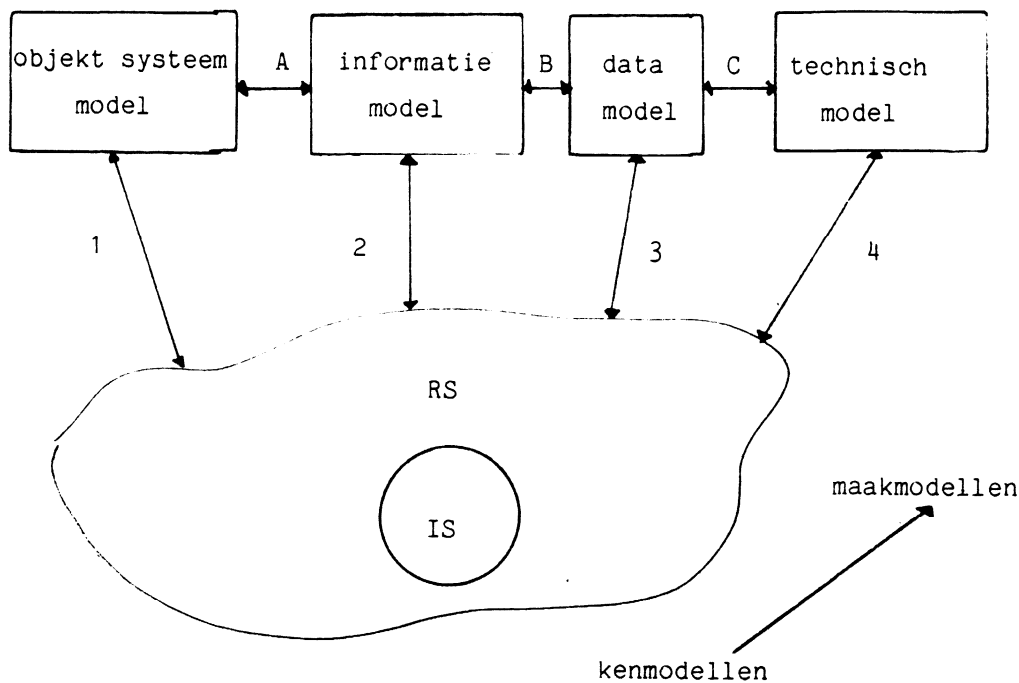 objekt systeem
model
A
informatie
model
B
data
model
C
technisch
model
1
2
3
4
RS
IS
maakmodellen
kenmodellen